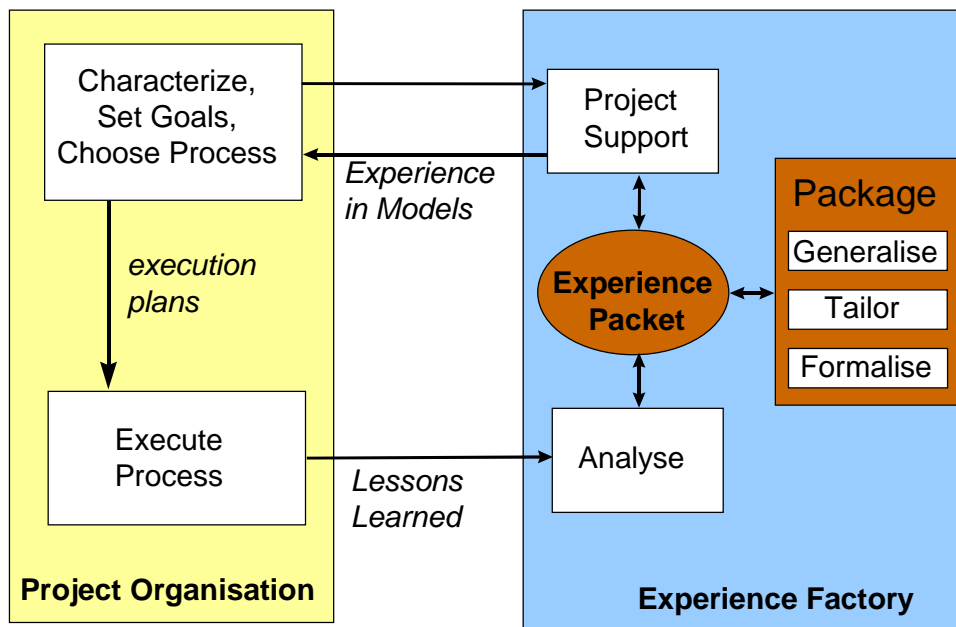 Characterize,
Set Goals,
Choose Process
execution
plans
Execute
Process
Project Organisation
Experience
in Models
Lessons
Learned
Project
Support
Experience
Packet
Analyse
Package
Generalise
Tailor
Formalise
Experience Factory